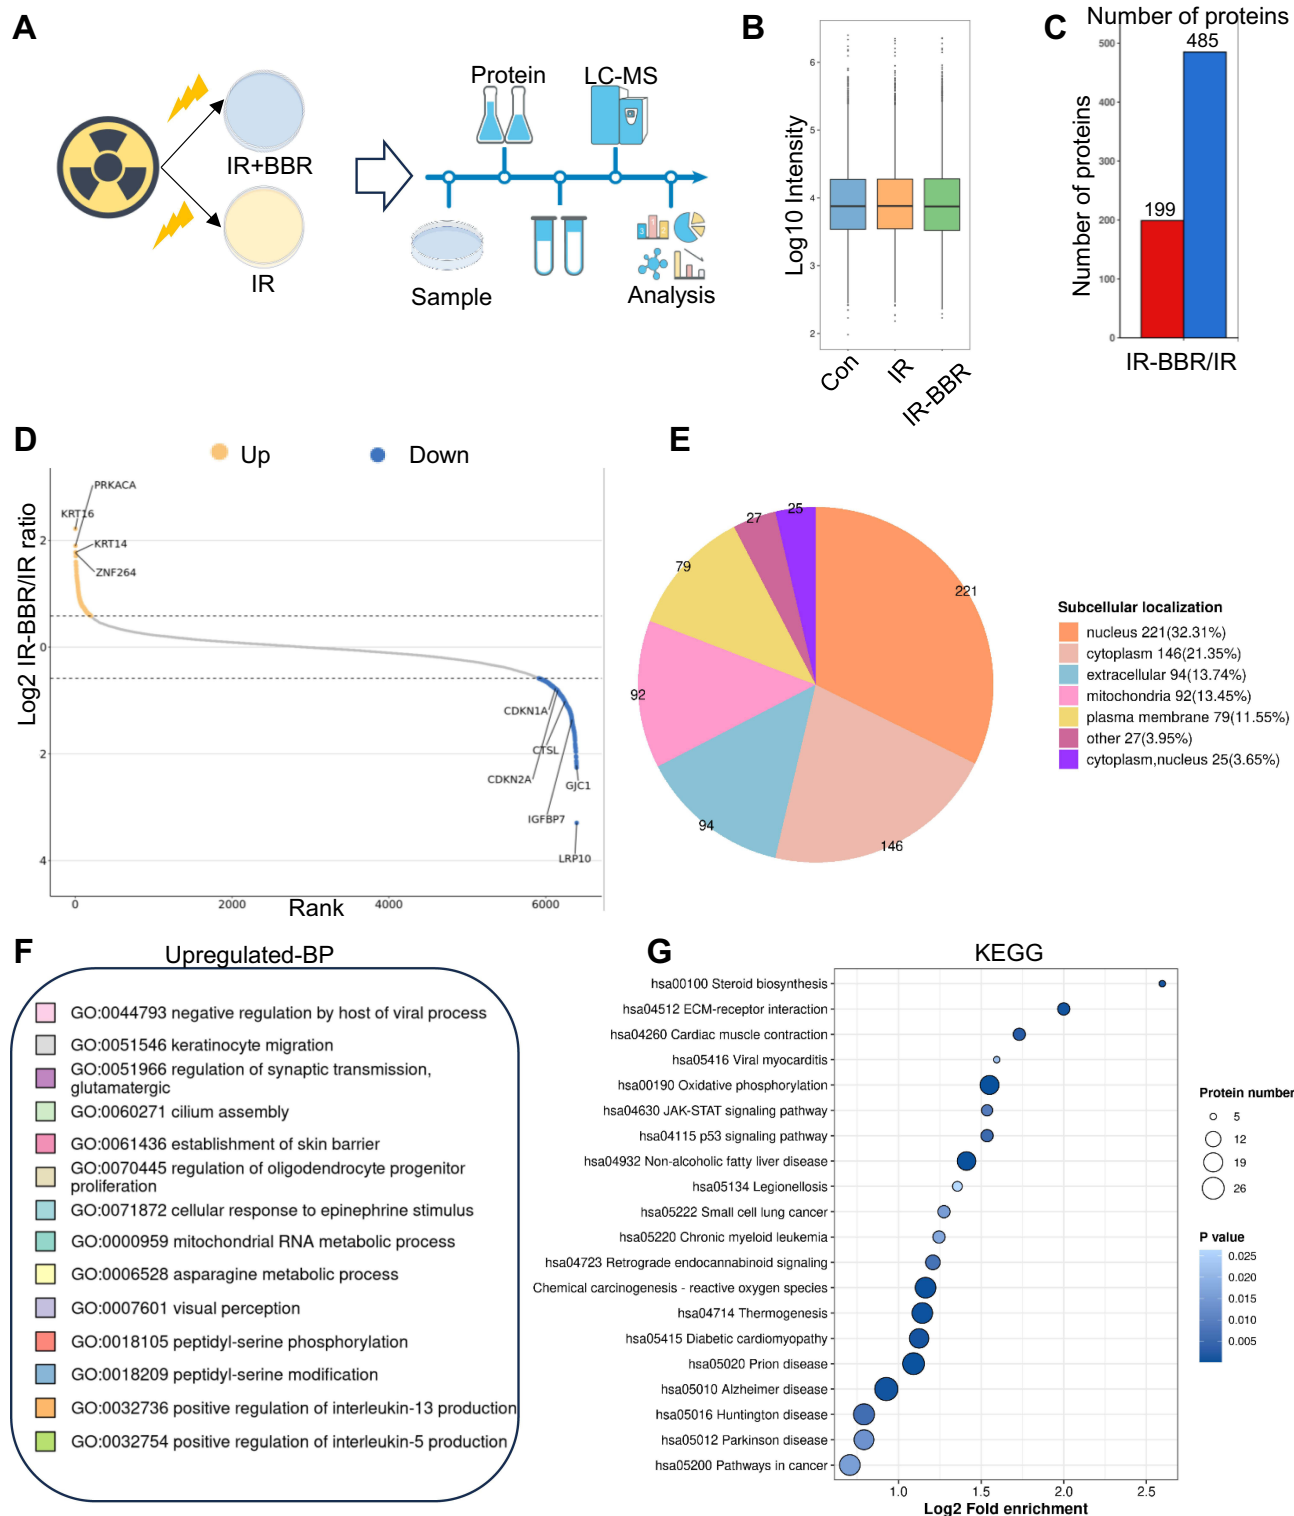 A
IR+BBR
IR
Protein
LC-MS
Sample
Analysis
3
1
2
B
Log10 Intensity
6
5
4
3
2
Con
IR
IR-BBR
C
Number of proteins
Number of proteins
500
400
300
200
100
0
199
485
IR-BBR/IR
D
Up
Down
Log2 IR-BBR/IR ratio
2
0
2
4
PRKACA
KRT16
KRT14
ZNF264
CDKN1A
CTSL
CDKN2A
GJC1
IGFBP7
LRP10
0
2000
4000
6000
Rank
E
25
27
79
221
92
94
146
Subcellular localization
nucleus 221(32.31%)
cytoplasm 146(21.35%)
extracellular 94(13.74%)
mitochondria 92(13.45%)
plasma membrane 79(11.55%)
other 27(3.95%)
cytoplasm,nucleus 25(3.65%)
F
Upregulated-BP
GO:0044793 negative regulation by host of viral process
GO:0051546 keratinocyte migration
GO:0051966 regulation of synaptic transmission,
glutamatergic
GO:0060271 cilium assembly
GO:0061436 establishment of skin barrier
GO:0070445 regulation of oligodendrocyte progenitor
proliferation
GO:0071872 cellular response to epinephrine stimulus
GO:0000959 mitochondrial RNA metabolic process
GO:0006528 asparagine metabolic process
GO:0007601 visual perception
GO:0018105 peptidyl-serine phosphorylation
GO:0018209 peptidyl-serine modification
GO:0032736 positive regulation of interleukin-13 production
GO:0032754 positive regulation of interleukin-5 production
G
KEGG
hsa00100 Steroid biosynthesis
hsa04512 ECM-receptor interaction
hsa04260 Cardiac muscle contraction
hsa05416 Viral myocarditis
hsa00190 Oxidative phosphorylation
hsa04630 JAK-STAT signaling pathway
hsa04115 p53 signaling pathway
hsa04932 Non-alcoholic fatty liver disease
hsa05134 Legionellosis
hsa05222 Small cell lung cancer
hsa05220 Chronic myeloid leukemia
hsa04723 Retrograde endocannabinoid signaling
Chemical carcinogenesis - reactive oxygen species
hsa04714 Thermogenesis
hsa05415 Diabetic cardiomyopathy
hsa05020 Prion disease
hsa05010 Alzheimer disease
hsa05016 Huntington disease
hsa05012 Parkinson disease
hsa05200 Pathways in cancer
1.0
1.5
2.0
2.5
Log2 Fold enrichment
Protein number
5
12
19
26
P value
0.025
0.020
0.015
0.010
0.005